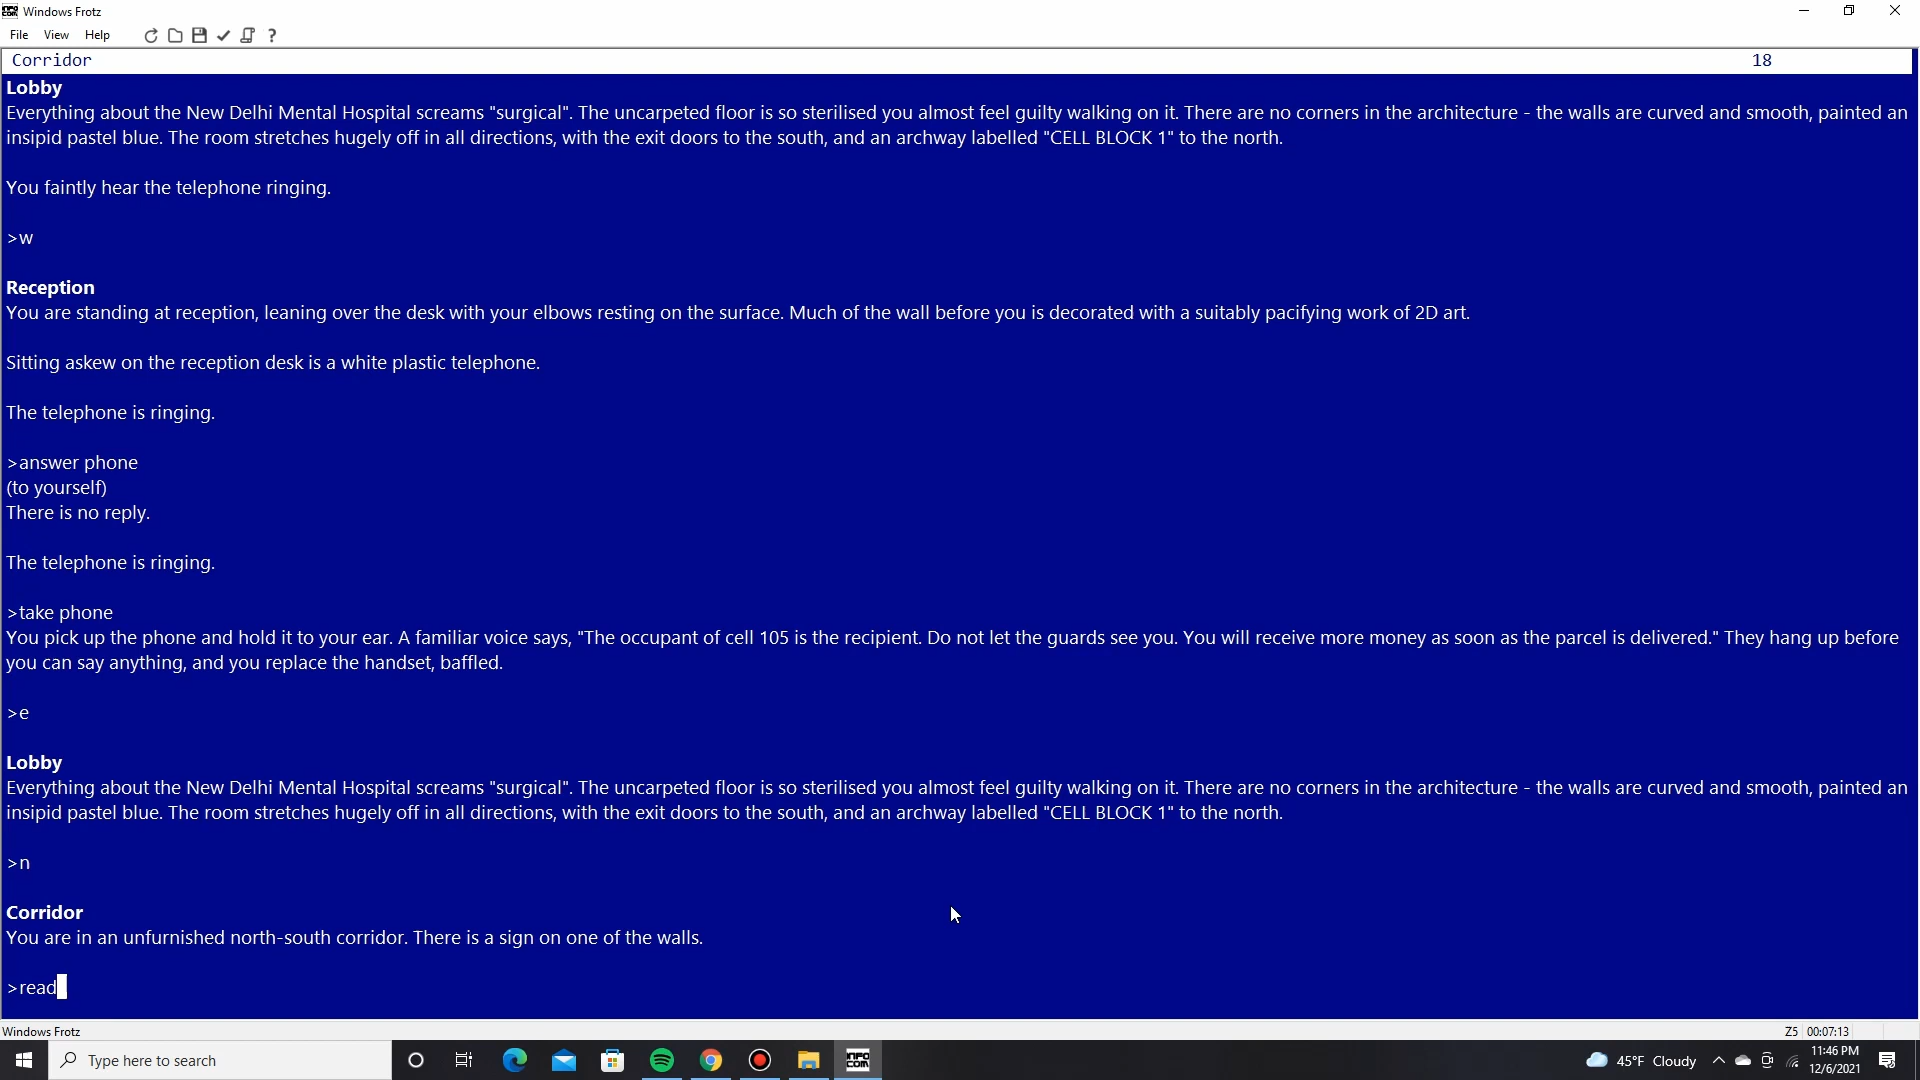 Windows Frotz
File View Help ?
Corridor 18
Lobby
Everything about the New Delhi Mental Hospital screams "surgical". The uncarpeted floor is so sterilised you almost feel guilty walking on it. There are no corners in the architecture - the walls are curved and smooth, painted an
insipid pastel blue. The room stretches hugely off in all directions, with the exit doors to the south, and an archway labelled "CELL BLOCK 1" to the north.
You faintly hear the telephone ringing.
>w
Reception
You are standing at reception, leaning over the desk with your elbows resting on the surface. Much of the wall before you is decorated with a suitably pacifying work of 2D art.
Sitting askew on the reception desk is a white plastic telephone.
The telephone is ringing.
>answer phone
(to yourself)
There is no reply.
The telephone is ringing.
>take phone
You pick up the phone and hold it to your ear. A familiar voice says, "The occupant of cell 105 is the recipient. Do not let the guards see you. You will receive more money as soon as the parcel is delivered." They hang up before
you can say anything, and you replace the handset, baffled.
>e
Lobby
Everything about the New Delhi Mental Hospital screams "surgical". The uncarpeted floor is so sterilised you almost feel guilty walking on it. There are no corners in the architecture - the walls are curved and smooth, painted an
insipid pastel blue. The room stretches hugely off in all directions, with the exit doors to the south, and an archway labelled "CELL BLOCK 1" to the north.
>n
Corridor
You are in an unfurnished north-south corridor. There is a sign on one of the walls.
>read
Windows Frotz Z5 00:07:13
Type here to search INFO COM 45°F Cloudy 11:46 PM
12/6/2021